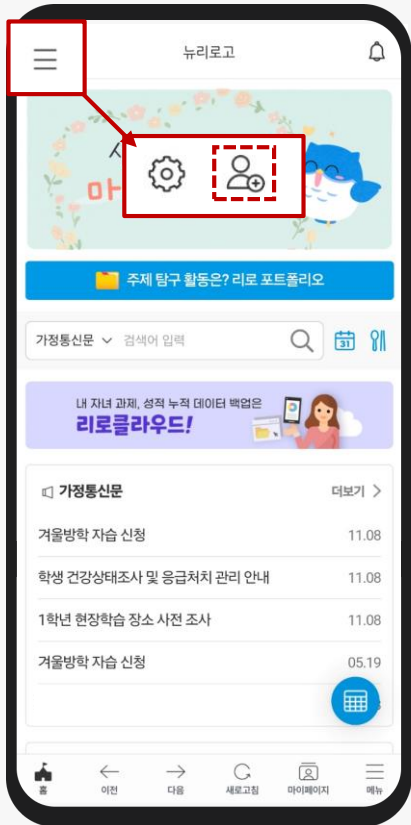 뉴리로고
주제 탐구 활동은? 리로 포트폴리오
가정통신문
검색어 입력
31
내 자녀 과제, 성적 누적 데이터 백업은
리로클라우드!
가정통신문
더보기
겨울방학 자습 신청 11.08
학생 건강상태조사 및 응급처치 관리 안내 11.08
1학년 현장학습 장소 사전 조사 11.08
겨울방학 자습 신청 05.19
홈 이전 다음 새로고침 마이페이지 메뉴